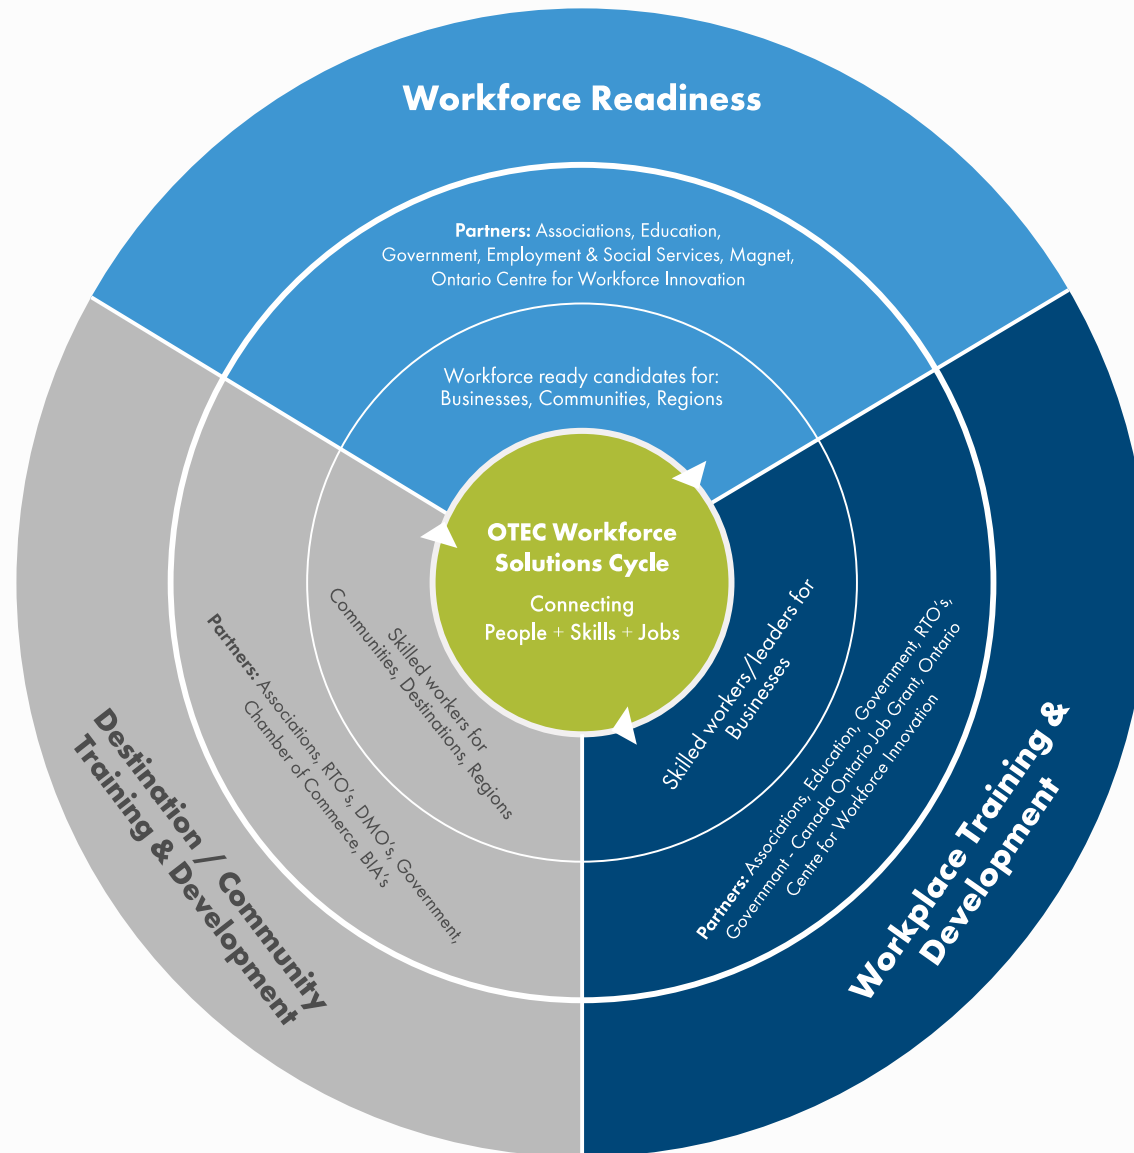 Workforce Readiness
Partners: Associations, Education,
Government, Employment & Social Services, Magnet,
Ontario Centre for Workforce Innovation
Workforce ready candidates for:
Businesses, Communities, Regions
OTEC Workforce
Solutions Cycle
Connecting
People + Skills + Jobs
Skilled workers/leaders for
Businesses
Partners: Associations, Education, Government, RTO's,
Governmant - Canada Ontario Job Grant, Ontario
Centre for Workforce Innovation
Workplace Training &
Development
Skilled workers for
Communities, Destinations, Regions
Partners: Associations, RTO's, DMO's, Government,
Chamber of Commerce, BIA's
Destination / Community
Training & Development